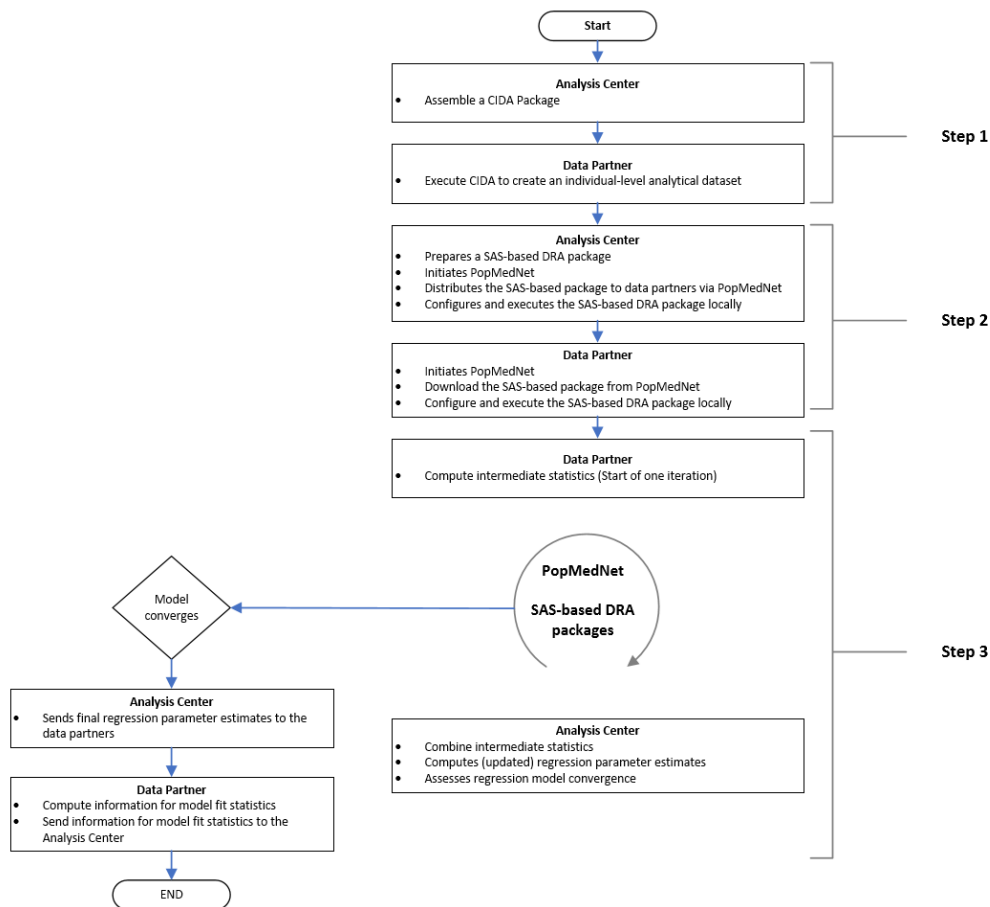 Start
Analysis Center
• Assemble a CIDA Package
Step 1
Data Partner
• Execute CIDA to create an individual-level analytical dataset
Analysis Center
• Prepares a SAS-based DRA package
• Initiates PopMedNet
• Distributes the SAS-based package to data partners via PopMedNet
• Configures and executes the SAS-based DRA package locally
Step 2
Data Partner
• Initiates PopMedNet
• Download the SAS-based package from PopMedNet
• Configure and execute the SAS-based DRA package locally
Data Partner
• Compute intermediate statistics (Start of one iteration)
PopMedNet
SAS-based DRA
packages
Step 3
Analysis Center
• Combine intermediate statistics
• Computes (updated) regression parameter estimates
• Assesses regression model convergence
Model
converges
Analysis Center
• Sends final regression parameter estimates to the
data partners
Data Partner
• Compute information for model fit statistics
• Send information for model fit statistics to the
Analysis Center
END